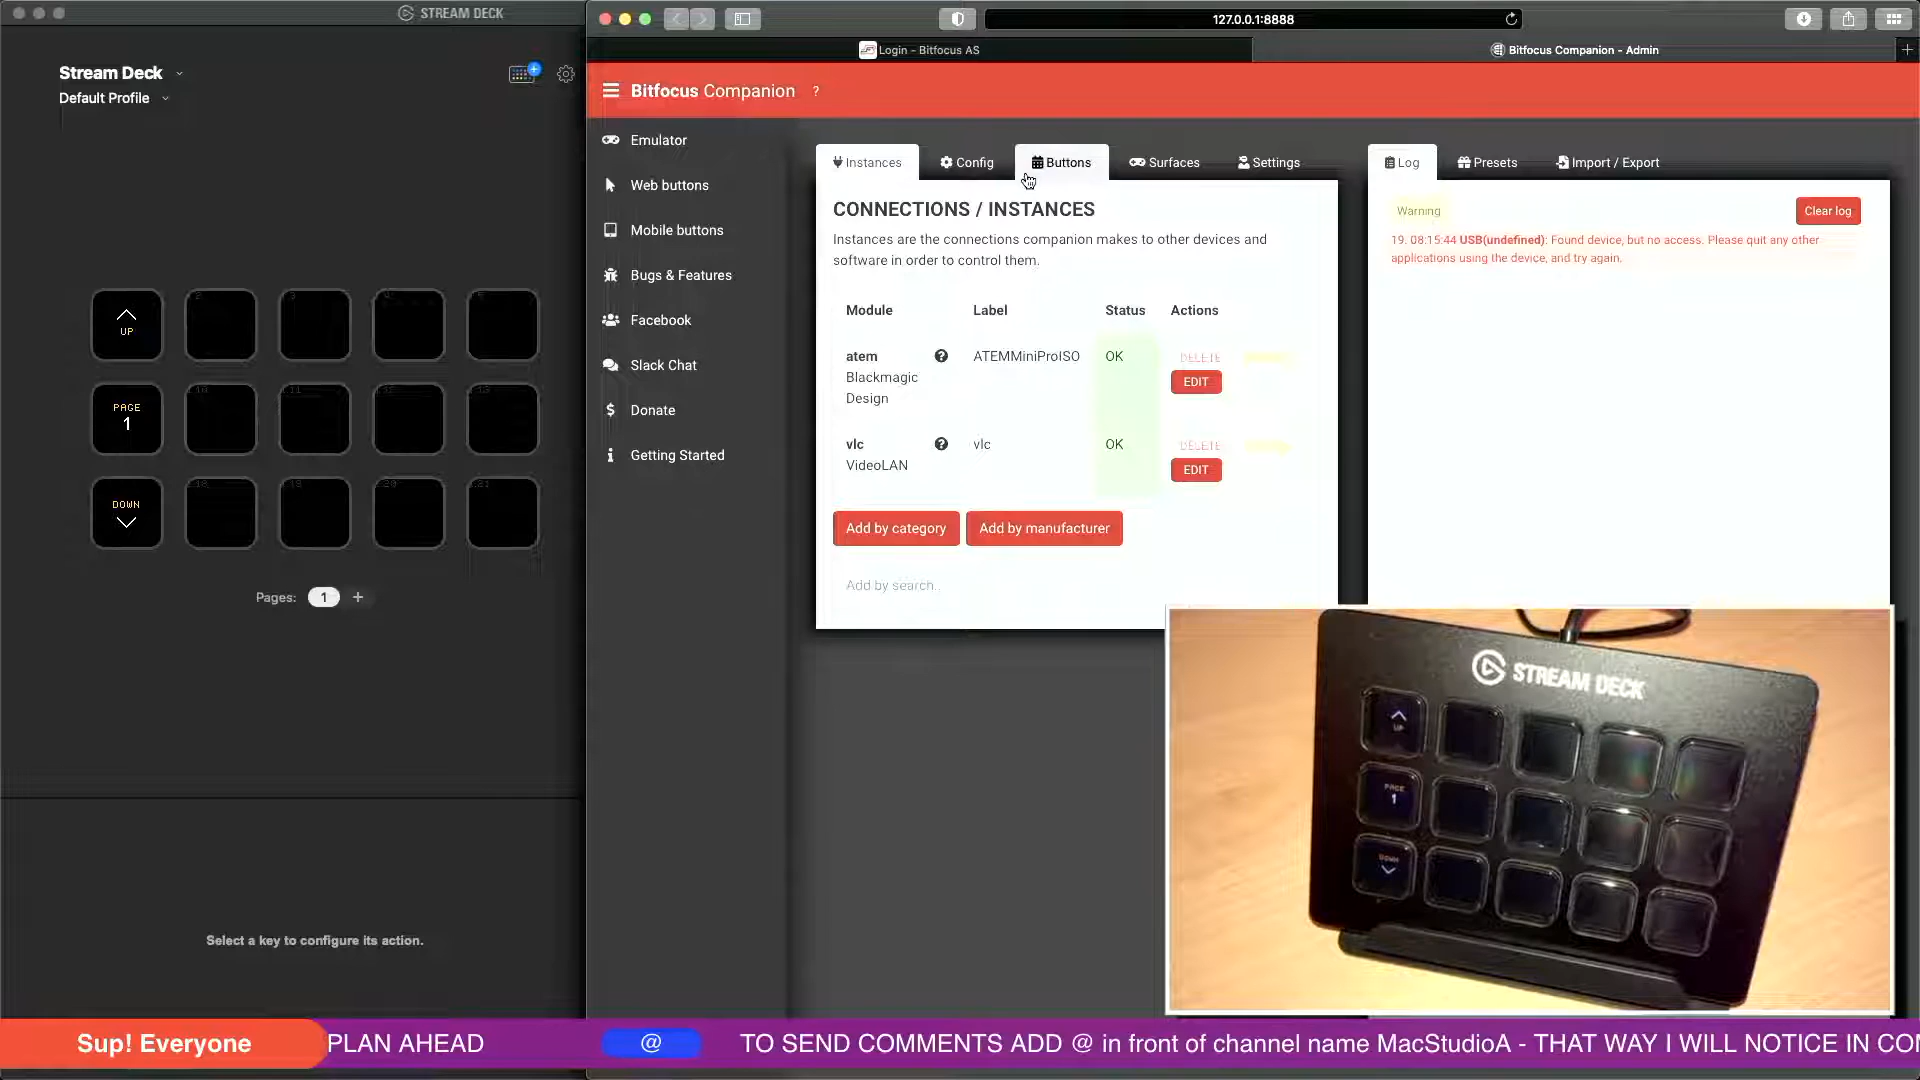 STREAM DECK
127.0.0.1:8888
Login – Bitfocus AS
Bitfocus Companion - Admin
Stream Deck
Default Profile
Bitfocus Companion ?
Emulator
Web buttons
Mobile buttons
Bugs & Features
Facebook
Slack Chat
Donate
Getting Started
Instances
Config
Buttons
Surfaces
Settings
CONNECTIONS / INSTANCES
Instances are the connections companion makes to other devices and
software in order to control them.
Module Label Status Actions
atem ATEMMiniProISO OK DELETE
Blackmagic EDIT
Design
vlc vlc OK DELETE
VideoLAN EDIT
Add by category Add by manufacturer
Add by search..
Log
Presets
Import / Export
Warning
Clear log
19. 08:15:44 USB(undefined): Found device, but no access. Please quit any other
applications using the device, and try again.
UP
PAGE
1
DOWN
Pages: 1 +
Select a key to configure its action.
STREAM DECK
UP
PAGE
1
DOWN
Sup! Everyone
PLAN AHEAD
@
TO SEND COMMENTS ADD @ in front of channel name MacStudioA - THAT WAY I WILL NOTICE IN